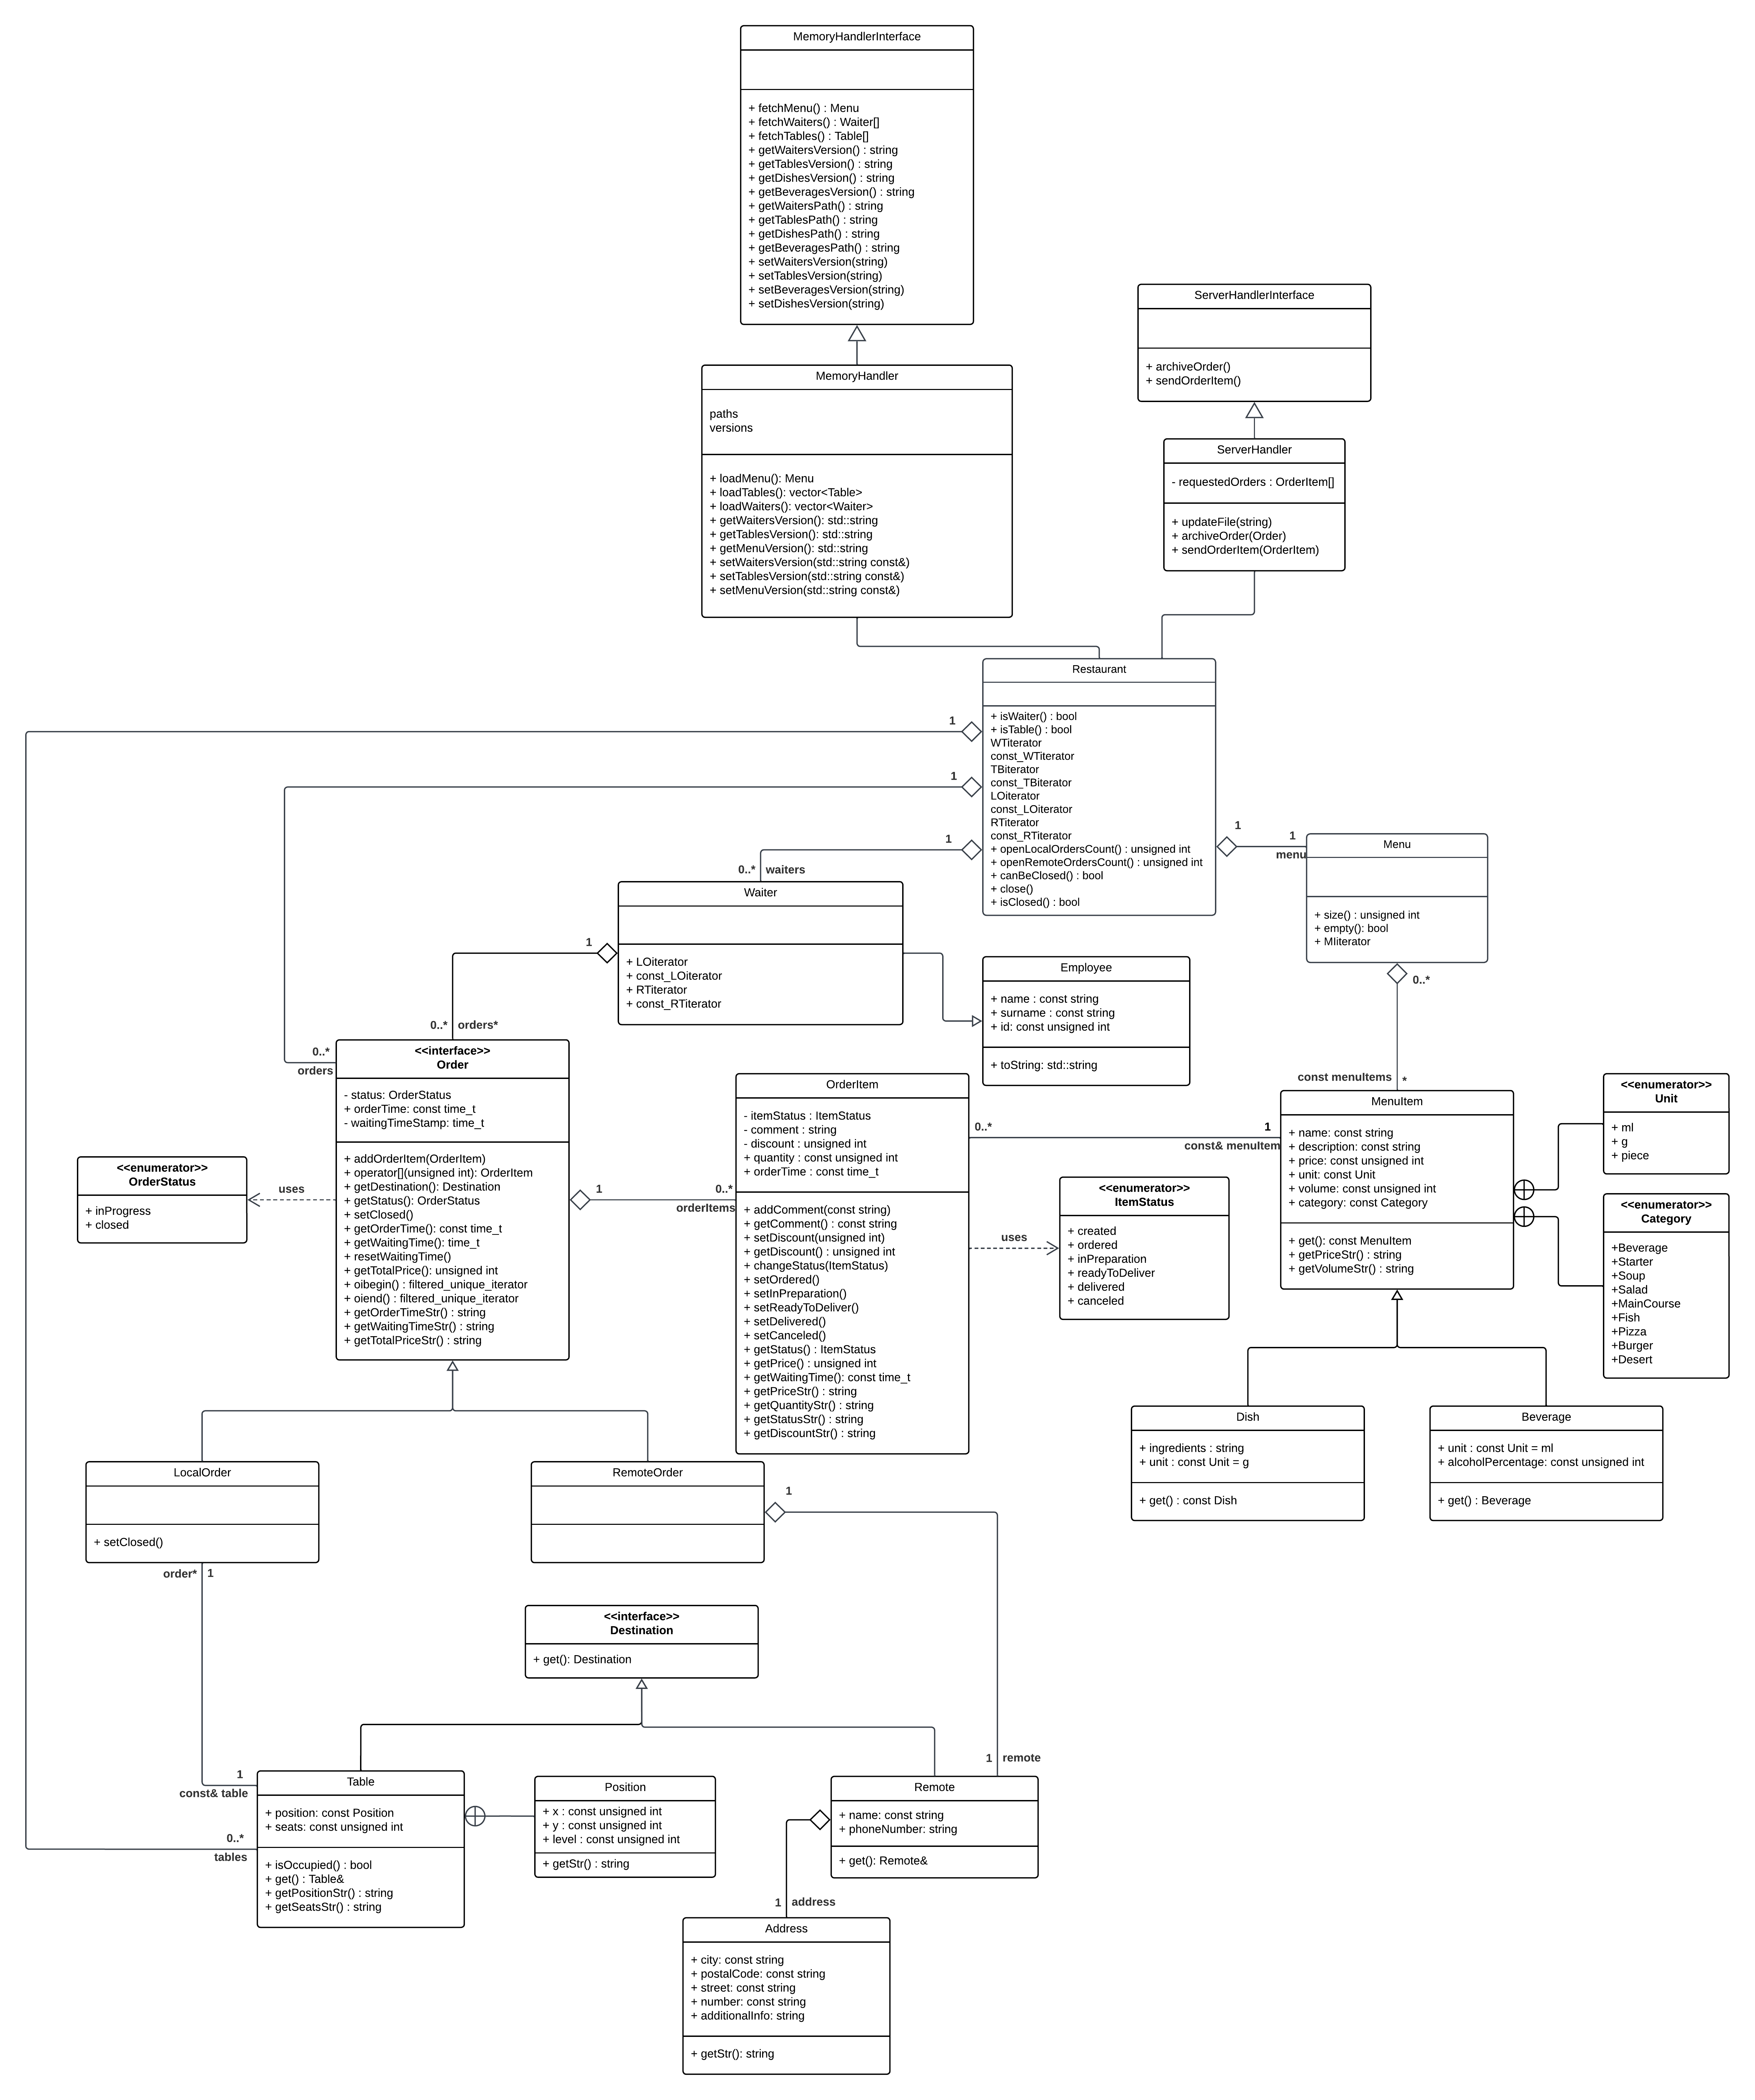 MemoryHandlerInterface
+ fetchMenu() : Menu
+ fetchWaiters() : Waiter[]
+ fetchTables() : Table[]
+ getWaitersVersion() : string
+ getTablesVersion() : string
+ getDishesVersion() : string
+ getBeveragesVersion() : string
+ getWaitersPath() : string
+ getTablesPath() : string
+ getDishesPath() : string
+ getBeveragesPath() : string
+ setWaitersVersion(string)
+ setTablesVersion(string)
+ setBeveragesVersion(string)
+ setDishesVersion(string)
ServerHandlerInterface
+ archiveOrder()
+ sendOrderItem()
MemoryHandler
paths
versions
+ loadMenu(): Menu
+ loadTables(): vector<Table>
+ loadWaiters(): vector<Waiter>
+ getWaitersVersion(): std::string
+ getTablesVersion(): std::string
+ getMenuVersion(): std::string
+ setWaitersVersion(std::string const&)
+ setTablesVersion(std::string const&)
+ setMenuVersion(std::string const&)
ServerHandler
- requestedOrders : OrderItem[]
+ updateFile(string)
+ archiveOrder(Order)
+ sendOrderItem(OrderItem)
Restaurant
+ isWaiter() : bool
+ isTable() : bool
WTiterator
const_WTiterator
TBiterator
const_TBiterator
LOiterator
const_LOiterator
RTiterator
const_RTiterator
+ openLocalOrdersCount() : unsigned int
+ openRemoteOrdersCount() : unsigned int
+ canBeClosed() : bool
+ close()
+ isClosed() : bool
1
1
1
0..* waiters
1
1
menu
Menu
+ size() : unsigned int
+ empty(): bool
+ MIiterator
0..*
const menuItems *
Waiter
+ LOiterator
+ const_LOiterator
+ RTiterator
+ const_RTiterator
1
0..* orders*
0..*
orders
Employee
+ name : const string
+ surname : const string
+ id: const unsigned int
+ toString: std::string
<<interface>>
Order
- status: OrderStatus
+ orderTime: const time_t
- waitingTimeStamp: time_t
+ addOrderItem(OrderItem)
+ operator[](unsigned int): OrderItem
+ getDestination(): Destination
+ getStatus(): OrderStatus
+ setClosed()
+ getOrderTime(): const time_t
+ getWaitingTime(): time_t
+ resetWaitingTime()
+ getTotalPrice(): unsigned int
+ oibegin() : filtered_unique_iterator
+ oiend() : filtered_unique_iterator
+ getOrderTimeStr() : string
+ getWaitingTimeStr() : string
+ getTotalPriceStr() : string
<<enumerator>>
OrderStatus
+ inProgress
+ closed
uses
1
0..*
orderItems
OrderItem
- itemStatus : ItemStatus
- comment : string
- discount : unsigned int
+ quantity : const unsigned int
+ orderTime : const time_t
+ addComment(const string)
+ getComment() : const string
+ setDiscount(unsigned int)
+ getDiscount() : unsigned int
+ changeStatus(ItemStatus)
+ setOrdered()
+ setInPreparation()
+ setReadyToDeliver()
+ setDelivered()
+ setCanceled()
+ getStatus() : ItemStatus
+ getPrice() : unsigned int
+ getWaitingTime(): const time_t
+ getPriceStr() : string
+ getQuantityStr() : string
+ getStatusStr() : string
+ getDiscountStr() : string
0..*
1
const& menuItem
uses
<<enumerator>>
ItemStatus
+ created
+ ordered
+ inPreparation
+ readyToDeliver
+ delivered
+ canceled
MenuItem
+ name: const string
+ description: const string
+ price: const unsigned int
+ unit: const Unit
+ volume: const unsigned int
+ category: const Category
+ get(): const MenuItem
+ getPriceStr() : string
+ getVolumeStr() : string
<<enumerator>>
Unit
+ ml
+ g
+ piece
<<enumerator>>
Category
+Beverage
+Starter
+Soup
+Salad
+MainCourse
+Fish
+Pizza
+Burger
+Desert
Dish
+ ingredients : string
+ unit : const Unit = g
+ get() : const Dish
Beverage
+ unit : const Unit = ml
+ alcoholPercentage: const unsigned int
+ get() : Beverage
LocalOrder
+ setClosed()
order* 1
RemoteOrder
1
<<interface>>
Destination
+ get(): Destination
1
const& table
0..*
tables
Table
+ position: const Position
+ seats: const unsigned int
+ isOccupied() : bool
+ get() : Table&
+ getPositionStr() : string
+ getSeatsStr() : string
Position
+ x : const unsigned int
+ y : const unsigned int
+ level : const unsigned int
+ getStr() : string
1 remote
Remote
+ name: const string
+ phoneNumber: string
+ get(): Remote&
1 address
Address
+ city: const string
+ postalCode: const string
+ street: const string
+ number: const string
+ additionalInfo: string
+ getStr(): string